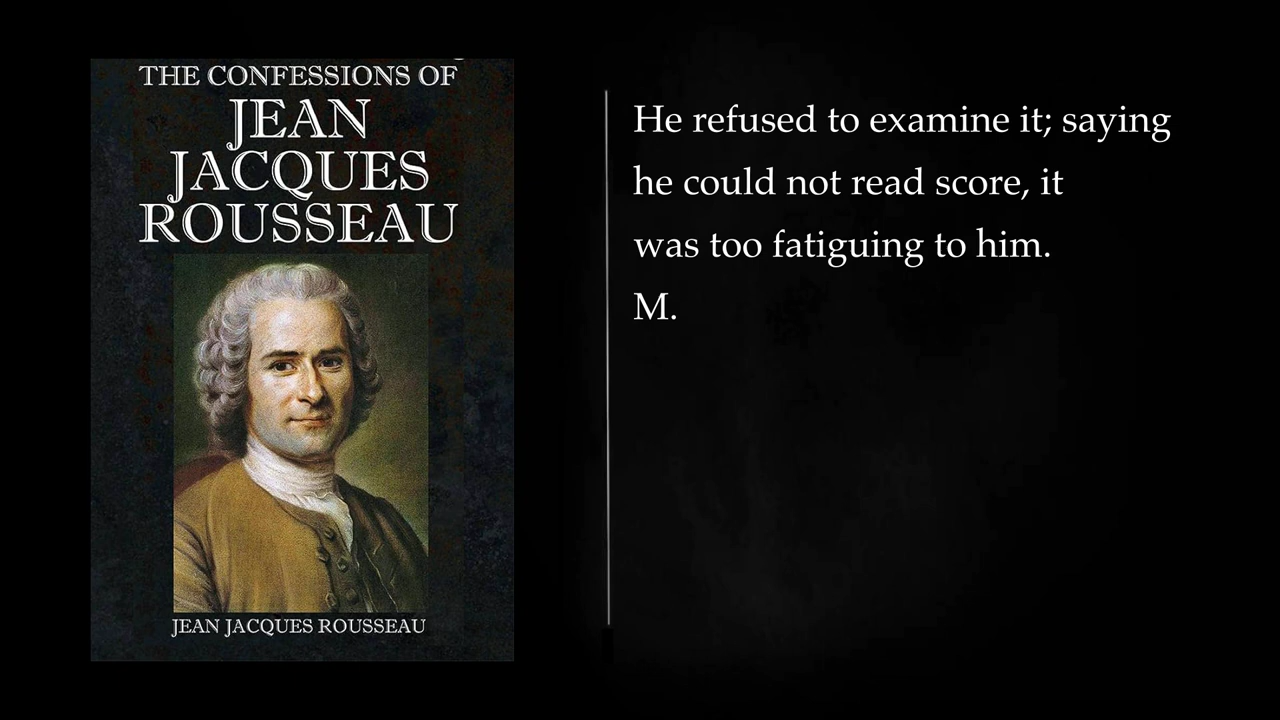 THE CONFESSIONS OF
JEAN
JACQUES
ROUSSEAU
JEAN JACQUES ROUSSEAU
He refused to examine it; saying
he could not read score, it
was too fatiguing to him.
M.